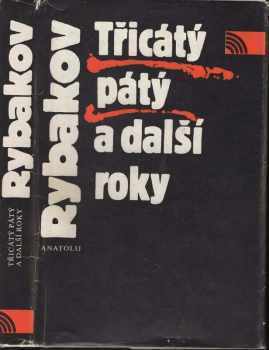 Rybakov
TŘICÁTÝ PÁTÝ
A DALŠÍ ROKY
Rybakov
ANATOLIJ
Třicátý
pátý
a další
roky